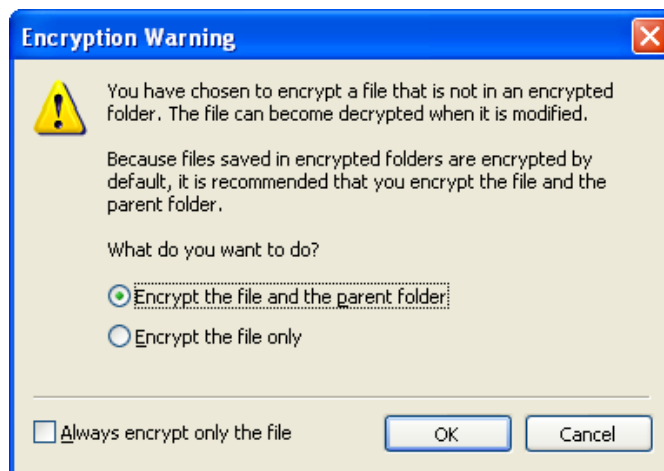 Encryption Warning
You have chosen to encrypt a file that is not in an encrypted
folder. The file can become decrypted when it is modified.
Because files saved in encrypted folders are encrypted by
default, it is recommended that you encrypt the file and the
parent folder.
What do you want to do?
Encrypt the file and the parent folder
Encrypt the file only
Always encrypt only the file
OK
Cancel